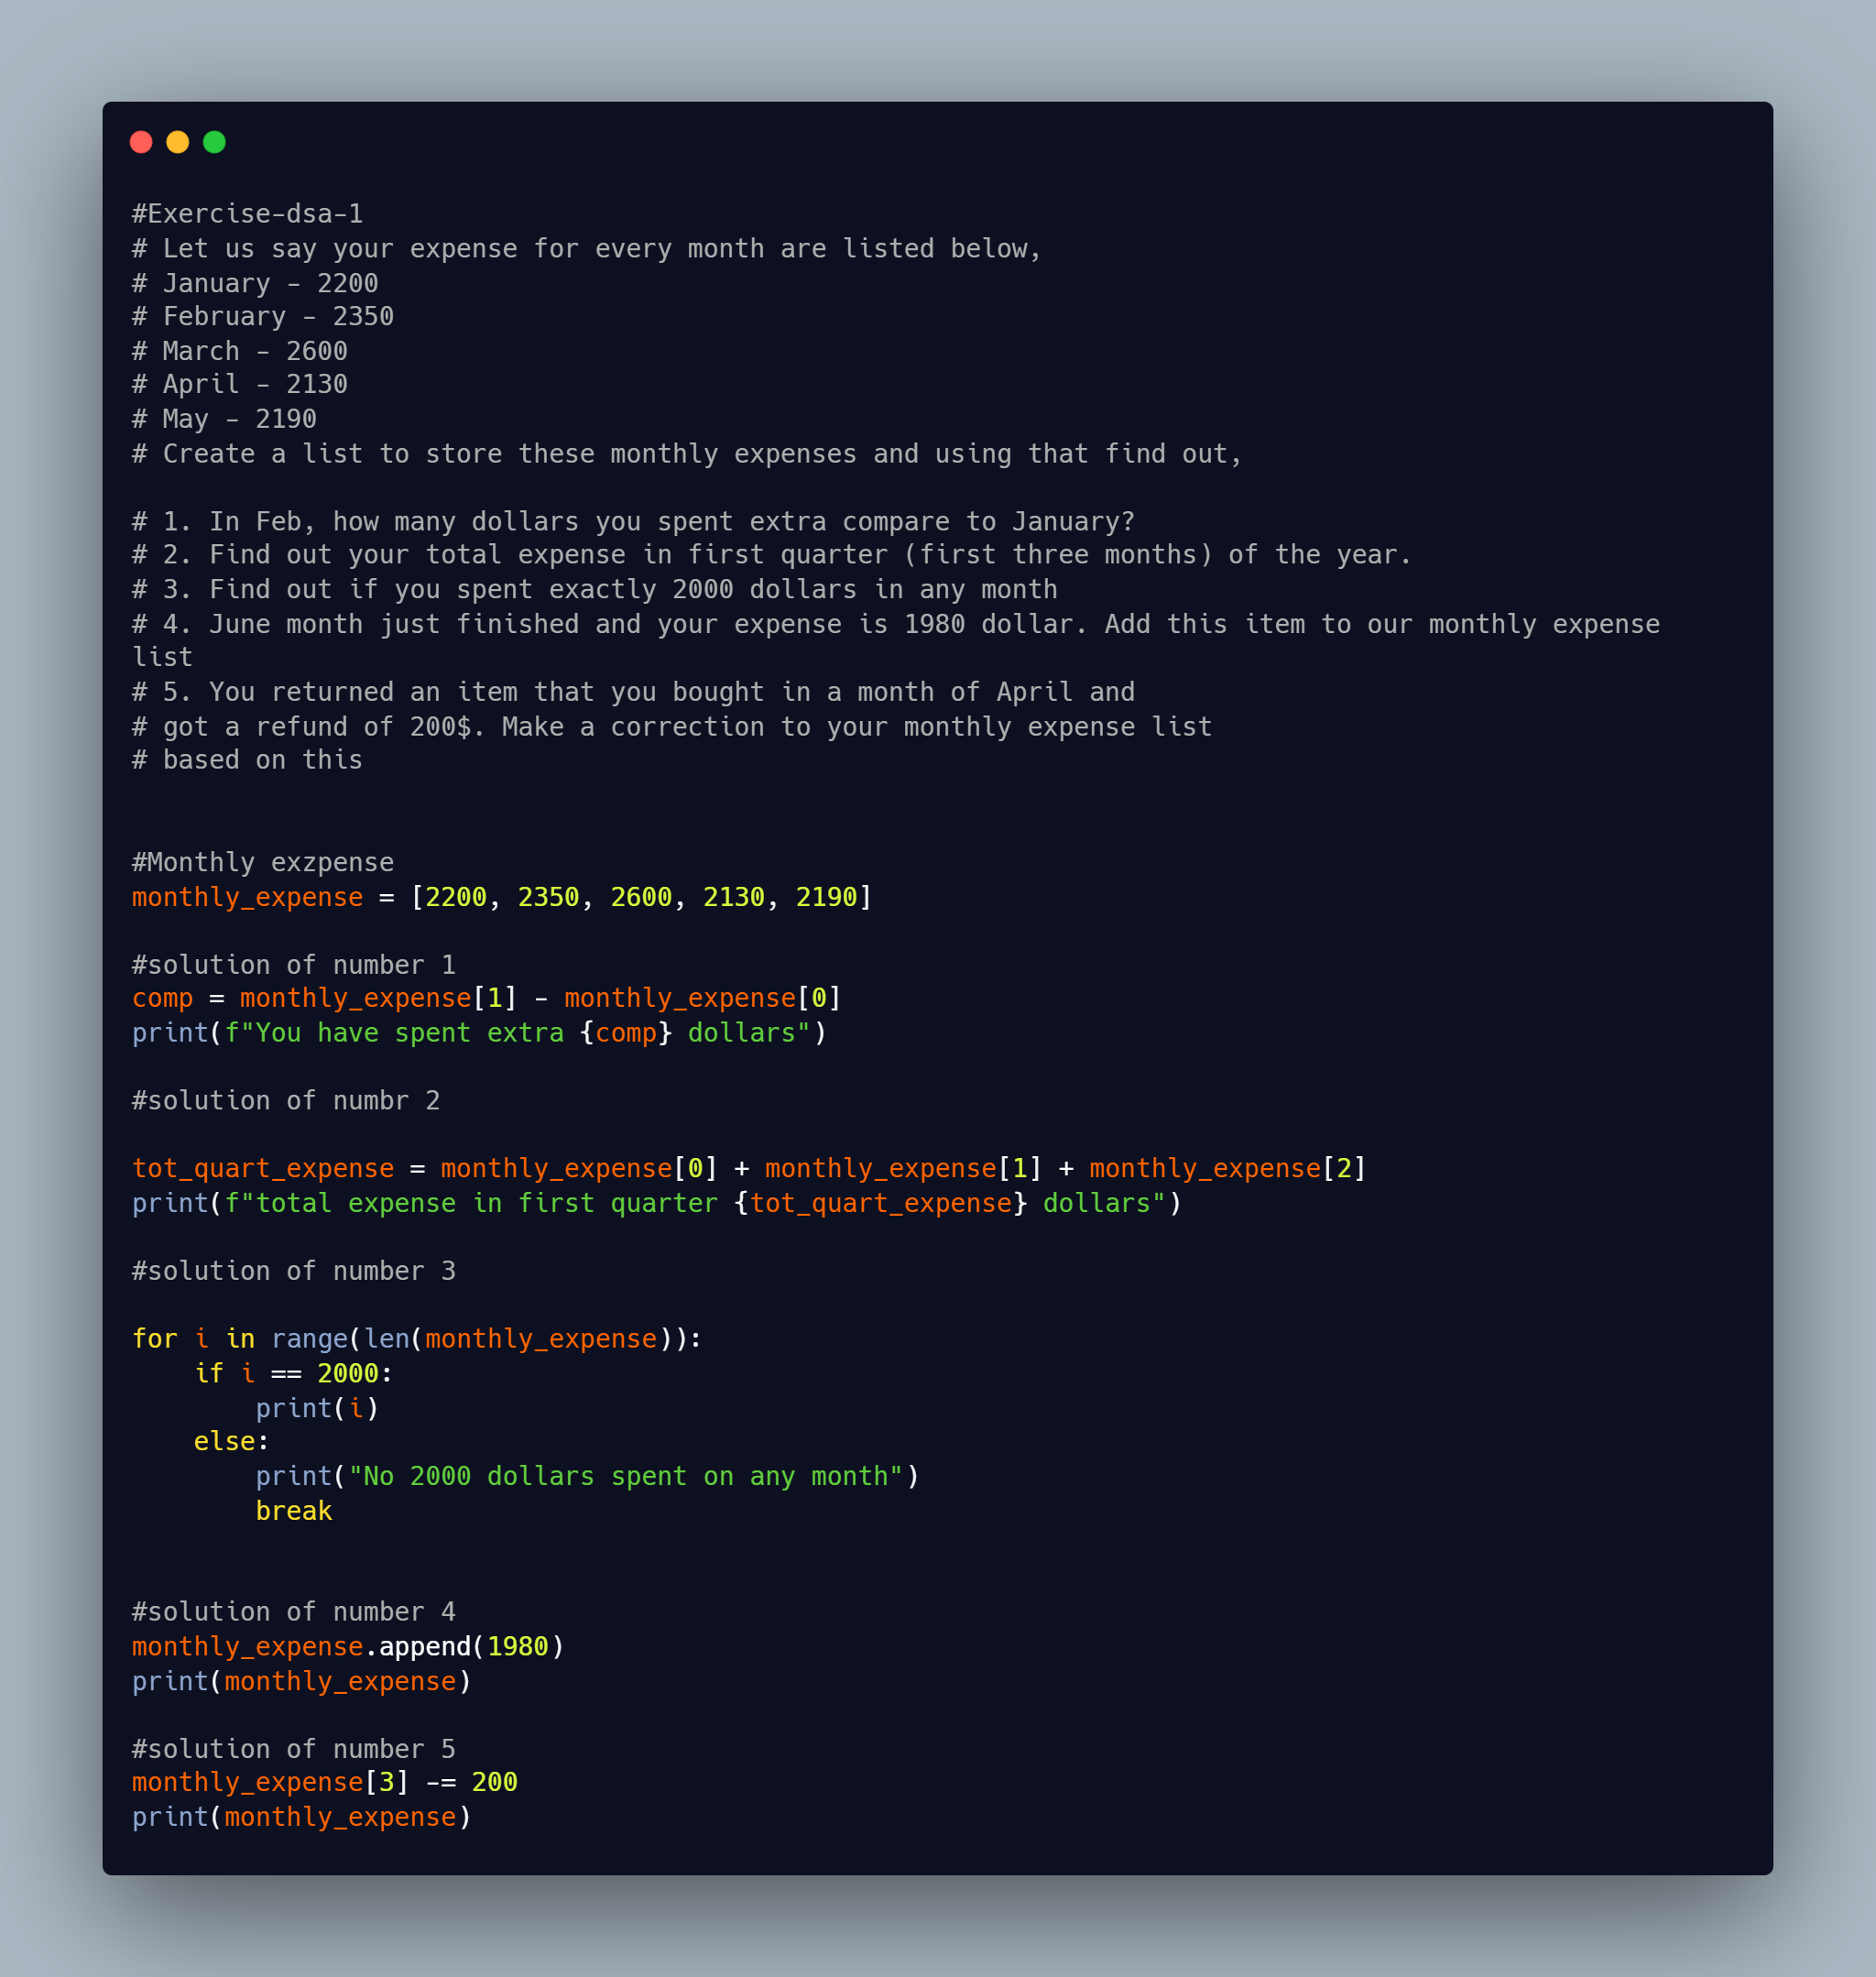 #Exercise-dsa-1
# Let us say your expense for every month are listed below,
# January - 2200
# February - 2350
# March - 2600
# April - 2130
# May - 2190
# Create a list to store these monthly expenses and using that find out,
# 1. In Feb, how many dollars you spent extra compare to January?
# 2. Find out your total expense in first quarter (first three months) of the year.
# 3. Find out if you spent exactly 2000 dollars in any month
# 4. June month just finished and your expense is 1980 dollar. Add this item to our monthly expense
list
# 5. You returned an item that you bought in a month of April and
# got a refund of 200$. Make a correction to your monthly expense list
# based on this
#Monthly exzpense
monthly_expense = [2200, 2350, 2600, 2130, 2190]
#solution of number 1
comp = monthly_expense[1] - monthly_expense[0]
print(f"You have spent extra {comp} dollars")
#solution of numbr 2
tot_quart_expense = monthly_expense[0] + monthly_expense[1] + monthly_expense[2]
print(f"total expense in first quarter {tot_quart_expense} dollars")
#solution of number 3
for i in range(len(monthly_expense)):
    if i == 2000:
        print(i)
    else:
        print("No 2000 dollars spent on any month")
        break
#solution of number 4
monthly_expense.append(1980)
print(monthly_expense)
#solution of number 5
monthly_expense[3] -= 200
print(monthly_expense)